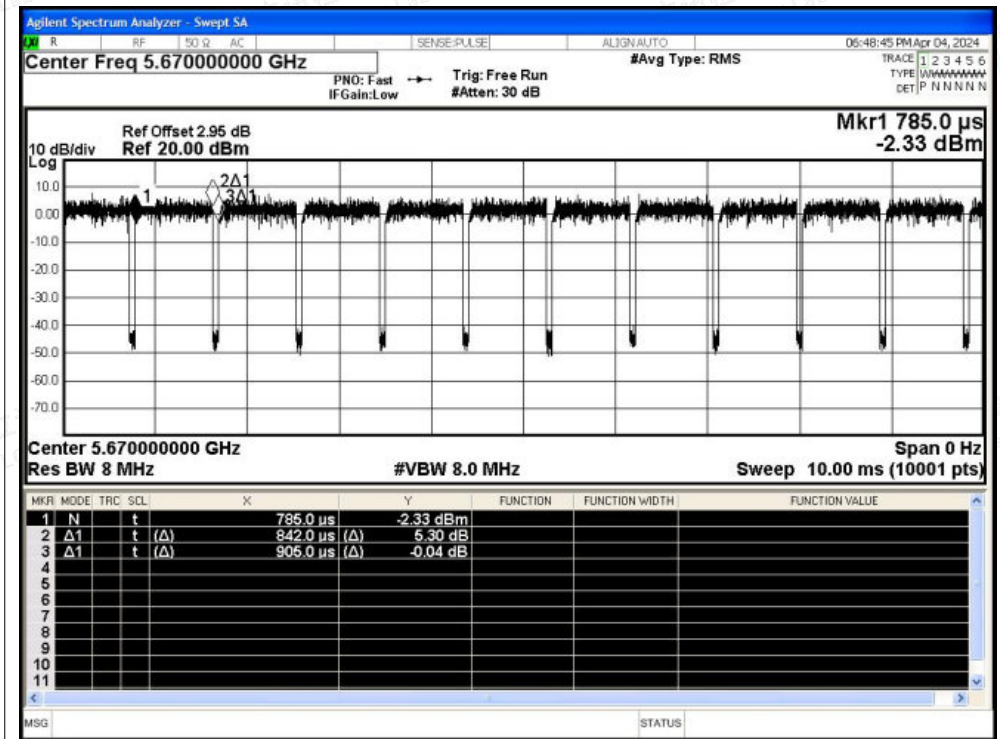 Agilent Spectrum Analyzer - Swept SA
LXI R RF 50 Ω AC SENSE:PULSE ALIGNAUTO 06:48:45 PM Apr 04, 2024
Center Freq 5.670000000 GHz #Avg Type: RMS TRACE 1 2 3 4 5 6
PNO: Fast Trig: Free Run TYPE
IFGain:Low #Atten: 30 dB DET P N N N N N
Mkr1 785.0 µs
Ref Offset 2.95 dB
10 dB/div Ref 20.00 dBm -2.33 dBm
Log
10.0
2Δ1
1 3Δ1
0.00
-10.0
-20.0
-30.0
-40.0
-50.0
-60.0
-70.0
Center 5.670000000 GHz Span 0 Hz
Res BW 8 MHz #VBW 8.0 MHz Sweep 10.00 ms (10001 pts)
MKR MODE TRC SCL X Y FUNCTION FUNCTION WIDTH FUNCTION VALUE
1 N t 785.0 µs -2.33 dBm
2 Δ1 t (Δ) 842.0 µs (Δ) 5.30 dB
3 Δ1 t (Δ) 905.0 µs (Δ) -0.04 dB
4
5
6
7
8
9
10
11
MSG STATUS